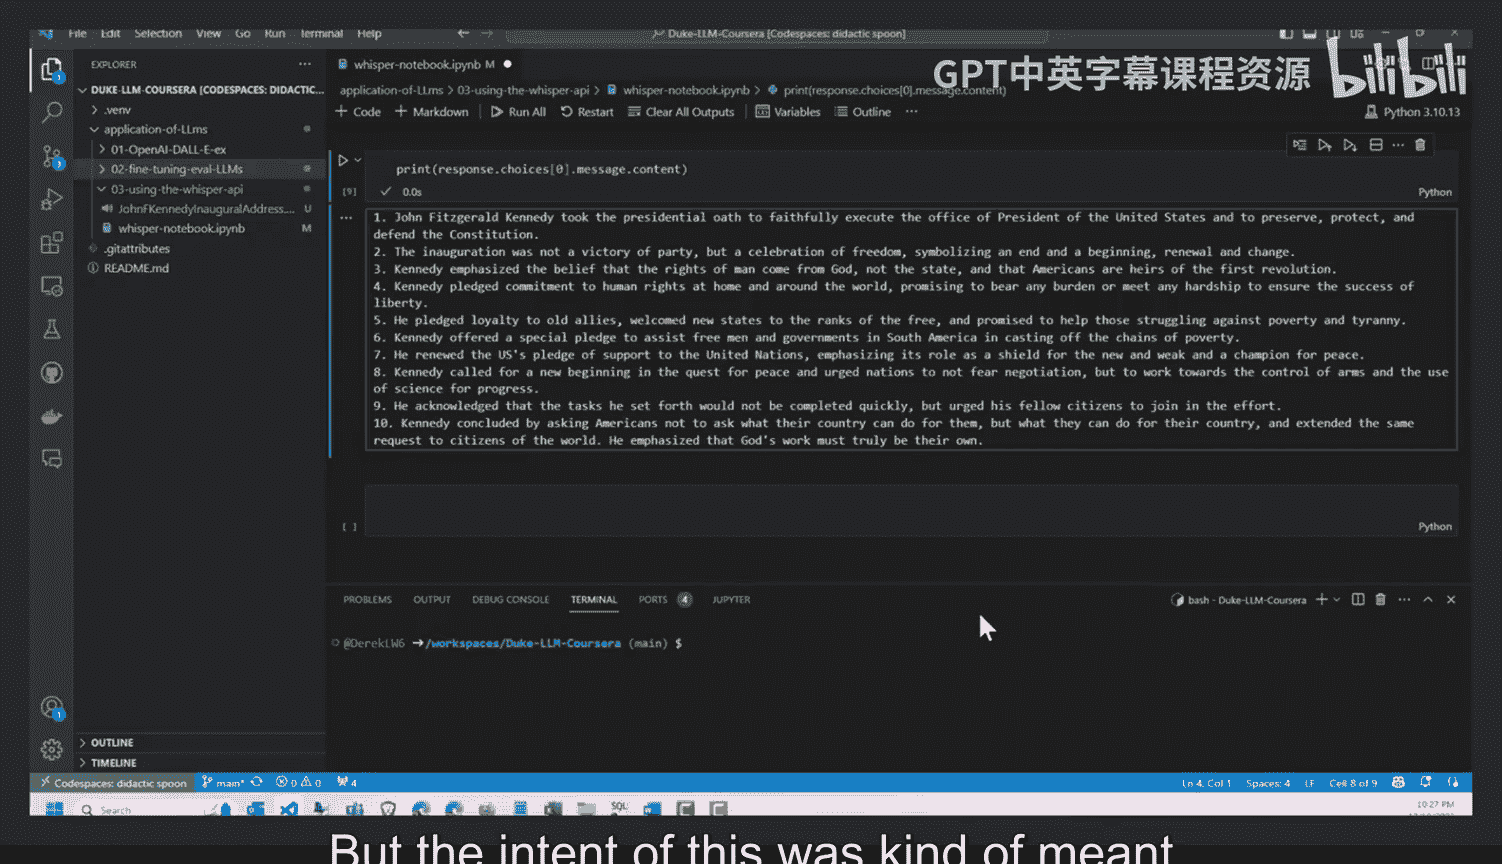 File Edit Selection View Go Run Terminal Help
Duke-LLM-Coursera [Codespaces: didactic spoon]
GPT中英字幕课程资源 bilibili
EXPLORER
DUKE-LLM-COURSERA [CODESPACES: DIDACTIC...
.venv
application-of-LLms
01-OpenAI-DALL-E-ex
02-fine-tuning-eval-LLMs
03-using-the-whisper-api
JohnFKennedyInauguralAddress.... U
whisper-notebook.ipynb M
.gitattributes
README.md
OUTLINE
TIMELINE
whisper-notebook.ipynb M
application-of-LLms > 03-using-the-whisper-api > whisper-notebook.ipynb > print(response.choices[0].message.content)
+ Code + Markdown Run All Restart Clear All Outputs Variables Outline ...
Python 3.10.13
print(response.choices[0].message.content)
[9] 0.0s
Python
1. John Fitzgerald Kennedy took the presidential oath to faithfully execute the office of President of the United States and to preserve, protect, and
defend the Constitution.
2. The inauguration was not a victory of party, but a celebration of freedom, symbolizing an end and a beginning, renewal and change.
3. Kennedy emphasized the belief that the rights of man come from God, not the state, and that Americans are heirs of the first revolution.
4. Kennedy pledged commitment to human rights at home and around the world, promising to bear any burden or meet any hardship to ensure the success of
liberty.
5. He pledged loyalty to old allies, welcomed new states to the ranks of the free, and promised to help those struggling against poverty and tyranny.
6. Kennedy offered a special pledge to assist free men and governments in South America in casting off the chains of poverty.
7. He renewed the US's pledge of support to the United Nations, emphasizing its role as a shield for the new and weak and a champion for peace.
8. Kennedy called for a new beginning in the quest for peace and urged nations to not fear negotiation, but to work towards the control of arms and the use
of science for progress.
9. He acknowledged that the tasks he set forth would not be completed quickly, but urged his fellow citizens to join in the effort.
10. Kennedy concluded by asking Americans not to ask what their country can do for them, but what they can do for their country, and extended the same
request to citizens of the world. He emphasized that God's work must truly be their own.
[ ]
Python
PROBLEMS OUTPUT DEBUG CONSOLE TERMINAL PORTS 4 JUPYTER
bash - Duke-LLM-Coursera
@DerekLW6 →/workspaces/Duke-LLM-Coursera (main) $
Codespaces: didactic spoon main* 0 0 4
Ln 4, Col 1 Spaces: 4 LF Cell 8 of 9
Search
SQL
10:27 PM
But the intent of this was kind of meant